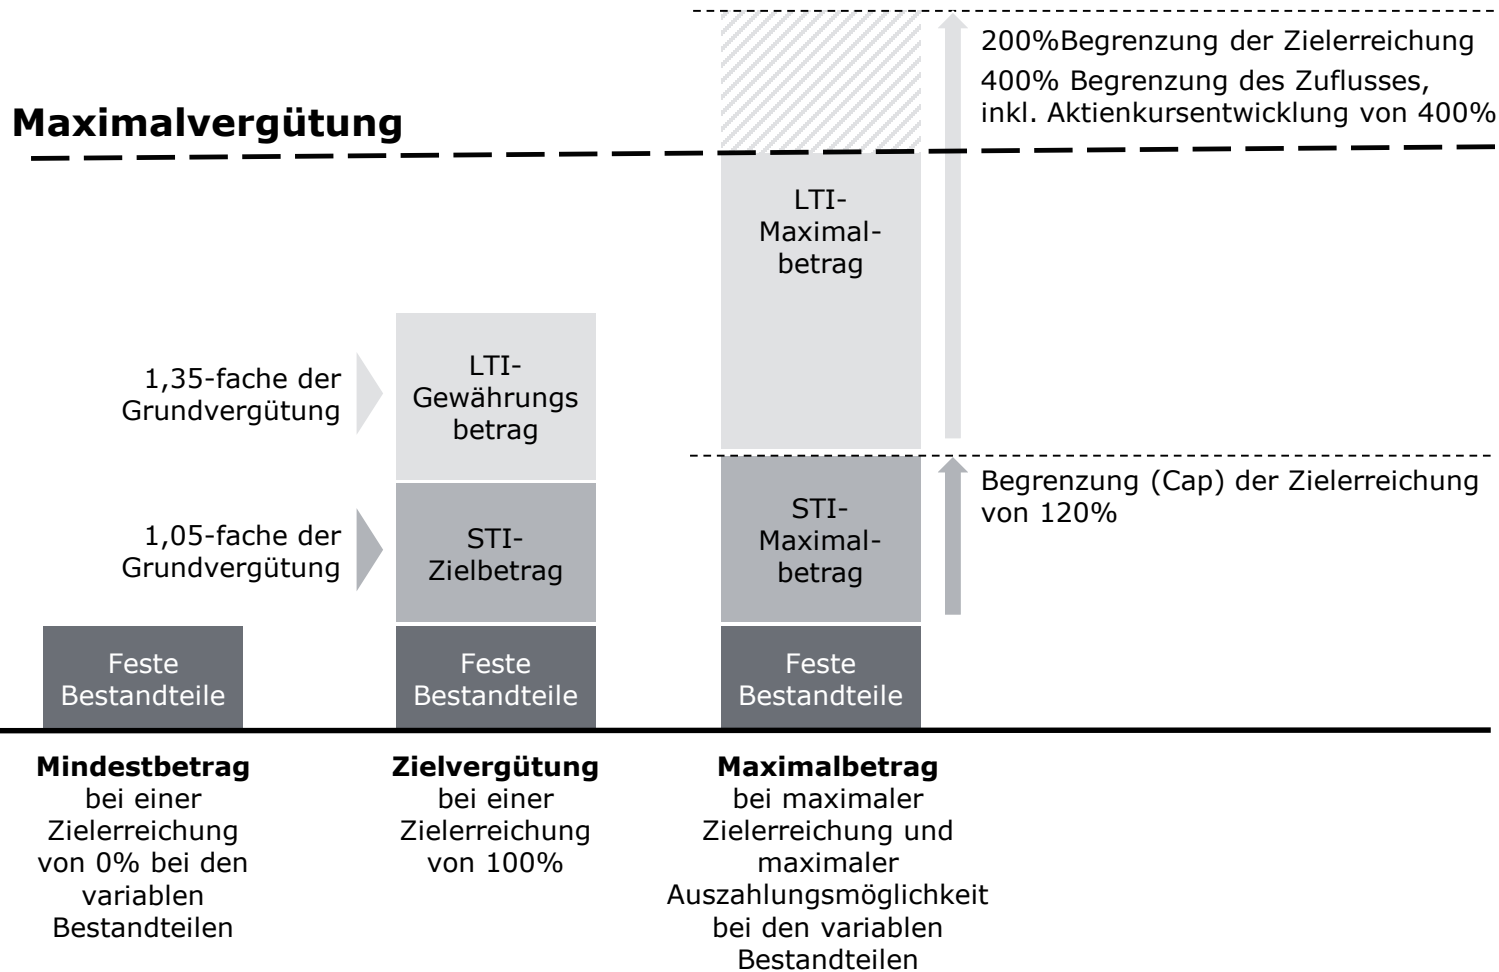 200%Begrenzung der Zielerreichung
400% Begrenzung des Zuflusses,
inkl. Aktienkursentwicklung von 400%
Maximalvergütung
LTI-
Maximal-
betrag
1,35-fache der
Grundvergütung
LTI-
Gewährungs
betrag
Begrenzung (Cap) der Zielerreichung
von 120%
1,05-fache der
Grundvergütung
STI-
Zielbetrag
STI-
Maximal-
betrag
Feste
Bestandteile
Feste
Bestandteile
Feste
Bestandteile
Mindestbetrag
bei einer
Zielerreichung
von 0% bei den
variablen
Bestandteilen
Zielvergütung
bei einer
Zielerreichung
von 100%
Maximalbetrag
bei maximaler
Zielerreichung und
maximaler
Auszahlungsmöglichkeit
bei den variablen
Bestandteilen